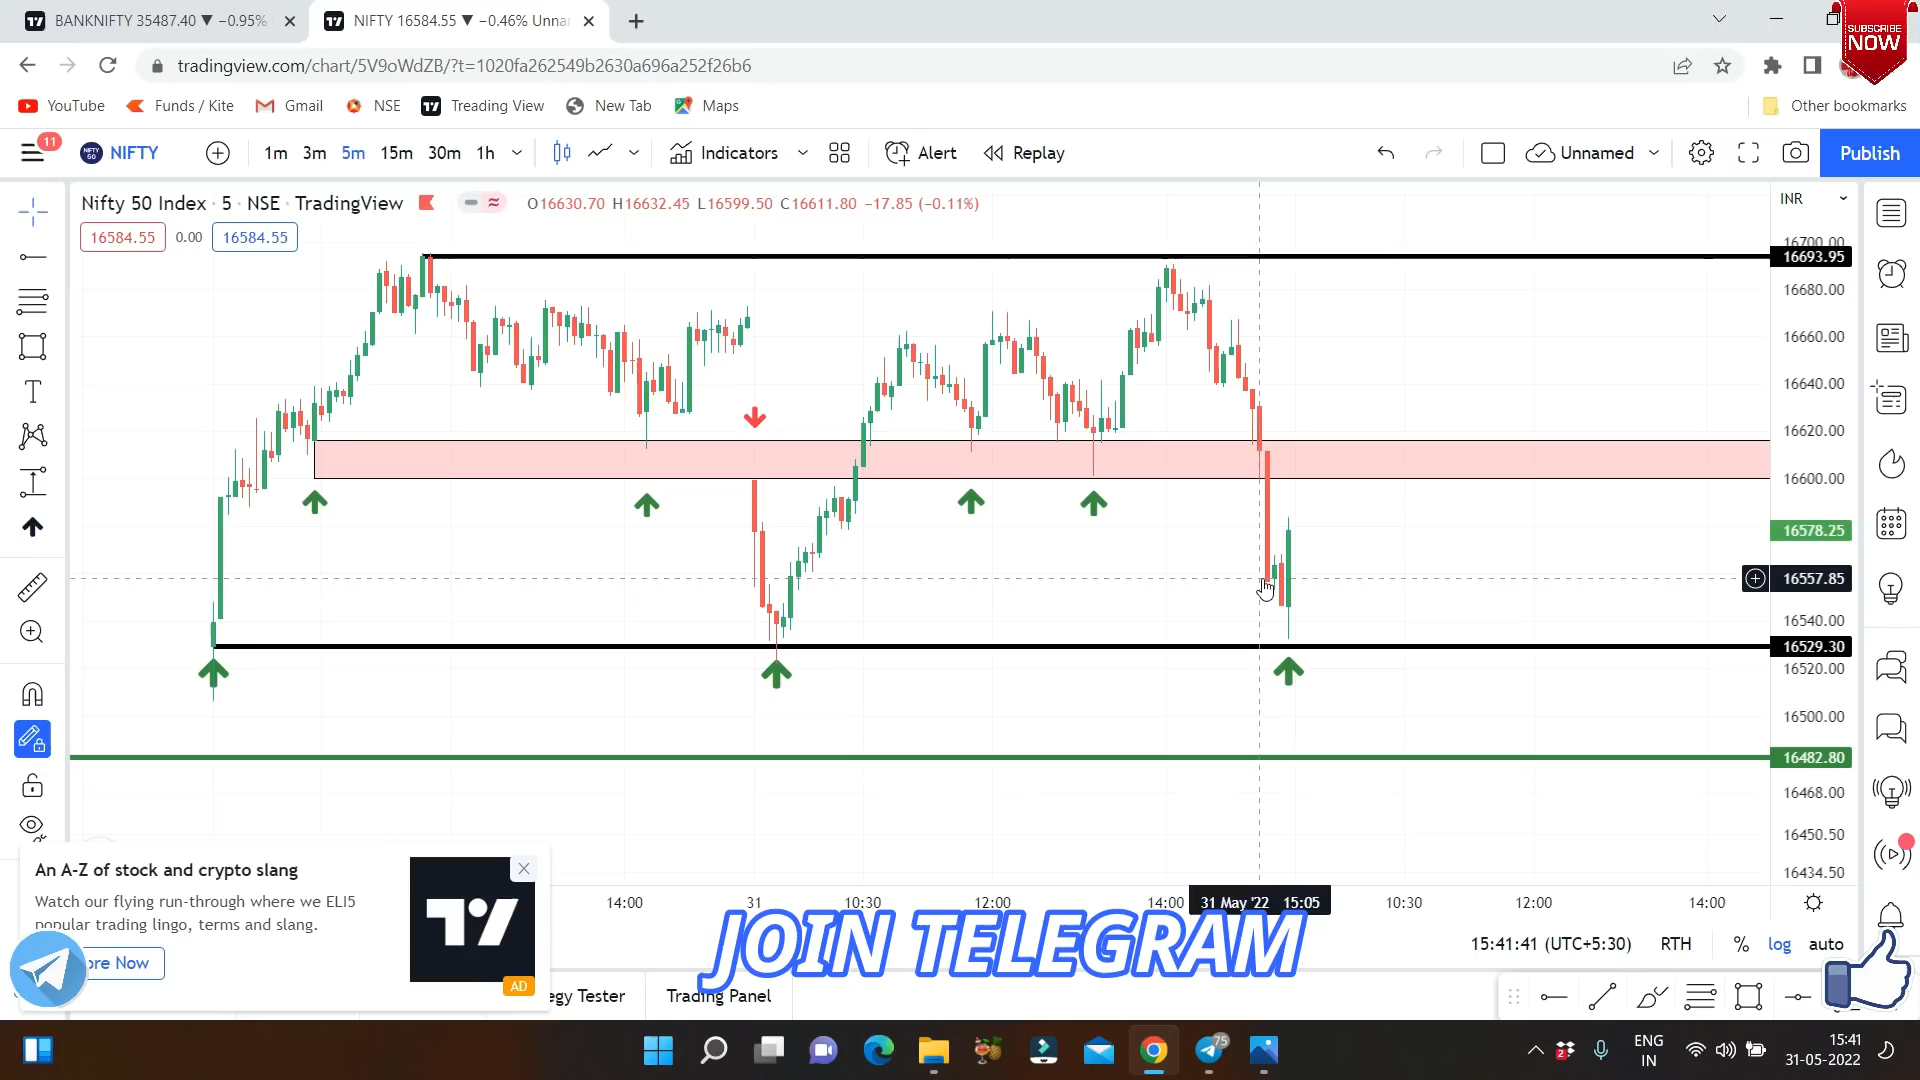 BANKNIFTY 35487.40 ▼ −0.95%
NIFTY 16584.55 ▼ −0.46% Unna
SUBSCRIBE
NOW
tradingview.com/chart/5V9oWdZB/?t=1020fa262549b2630a696a252f26b6
YouTube Funds / Kite Gmail NSE Treading View New Tab Maps Other bookmarks
11
NIFTY 1m 3m 5m 15m 30m 1h Indicators Alert Replay Unnamed Publish
Nifty 50 Index · 5 · NSE · TradingView O16630.70 H16632.45 L16599.50 C16611.80 −17.85 (−0.11%)
INR
16584.55 0.00 16584.55
16700.00
16693.95
16680.00
16660.00
16640.00
16620.00
16600.00
16578.25
16557.85
16540.00
16529.30
16520.00
16500.00
16482.80
16468.00
16450.50
16434.50
An A-Z of stock and crypto slang
Watch our flying run-through where we ELI5
popular trading lingo, terms and slang.
ore Now
AD
14:00 31 10:30 12:00 14:00 31 May '22 15:05 10:30 12:00 14:00
JOIN TELEGRAM
15:41:41 (UTC+5:30) RTH % log auto
egy Tester Trading Panel
75
ENG
IN
15:41
31-05-2022